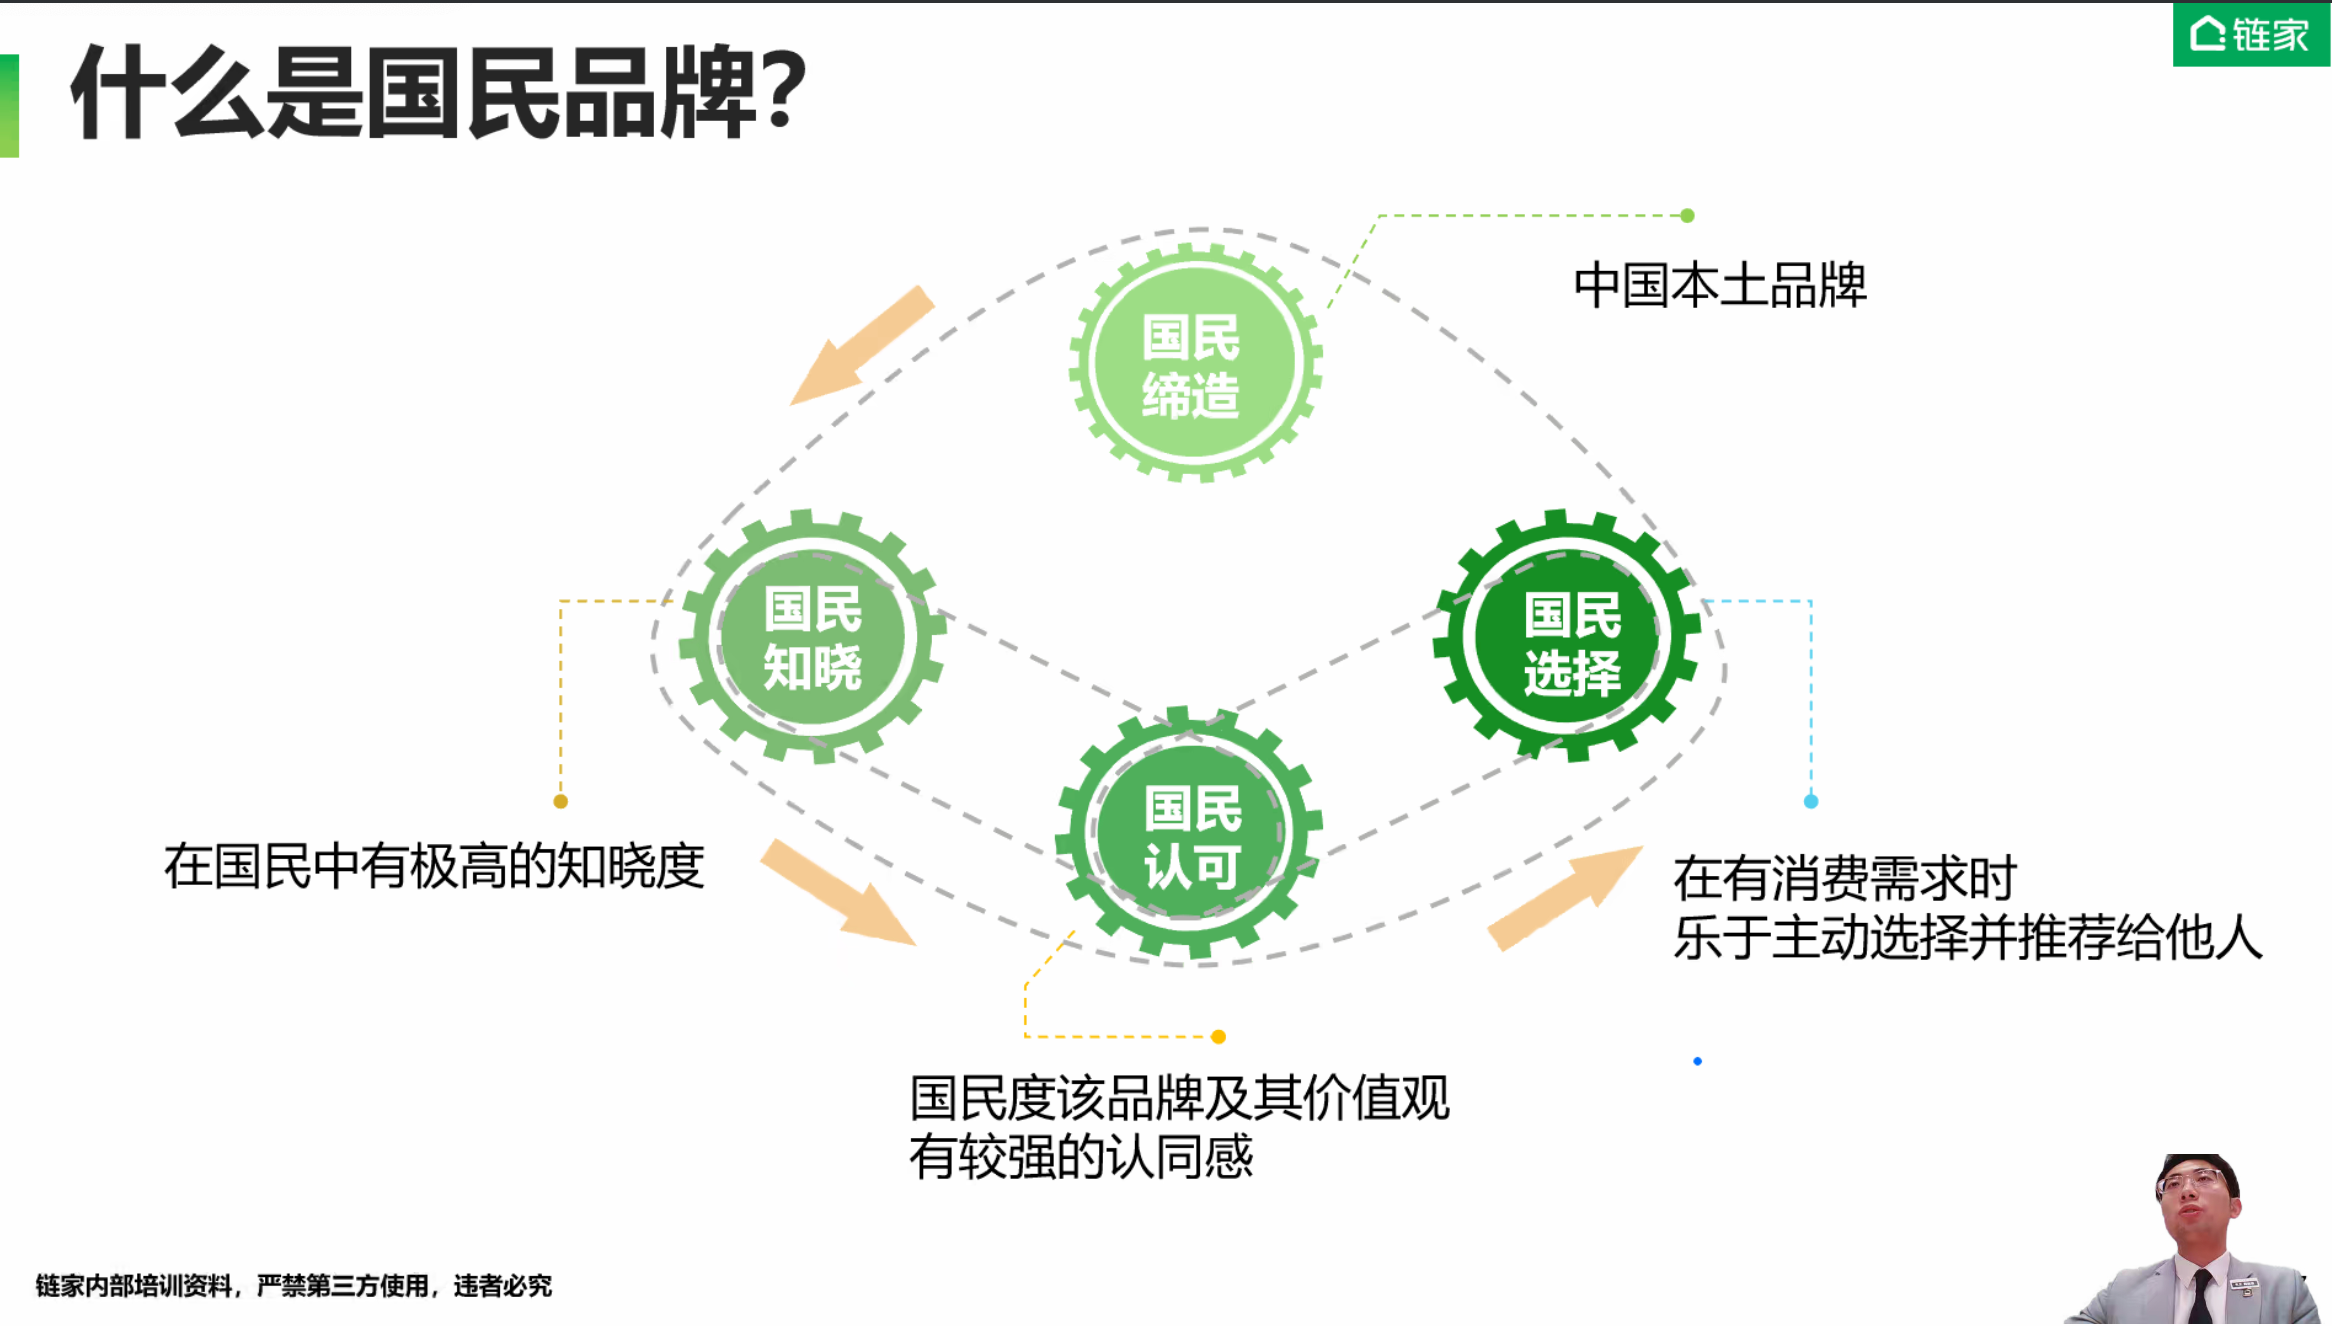 什么是国民品牌？
链家
中国本土品牌
国民
缔造
国民
知晓
国民
选择
国民
认可
在国民中有极高的知晓度
在有消费需求时
乐于主动选择并推荐给他人
国民度该品牌及其价值观
有较强的认同感
链家内部培训资料，严禁第三方使用，违者必究